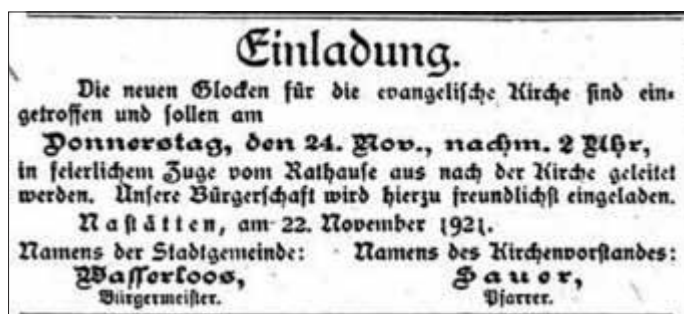 Einladung.
Die neuen Glocken für die evangelische Kirche sind ein-
getroffen und sollen am
Donnerstag, den 24. Nov., nachm. 2 Uhr,
in feierlichem Zuge vom Rathause aus nach der Kirche geleitet
werden. Unsere Bürgerschaft wird hierzu freundlichst eingeladen.
Nastätten, am 22. November 1921.
Namens der Stadtgemeinde: Namens des Kirchenvorstandes:
Wasserloos, Sauer,
Bürgermeister. Pfarrer.